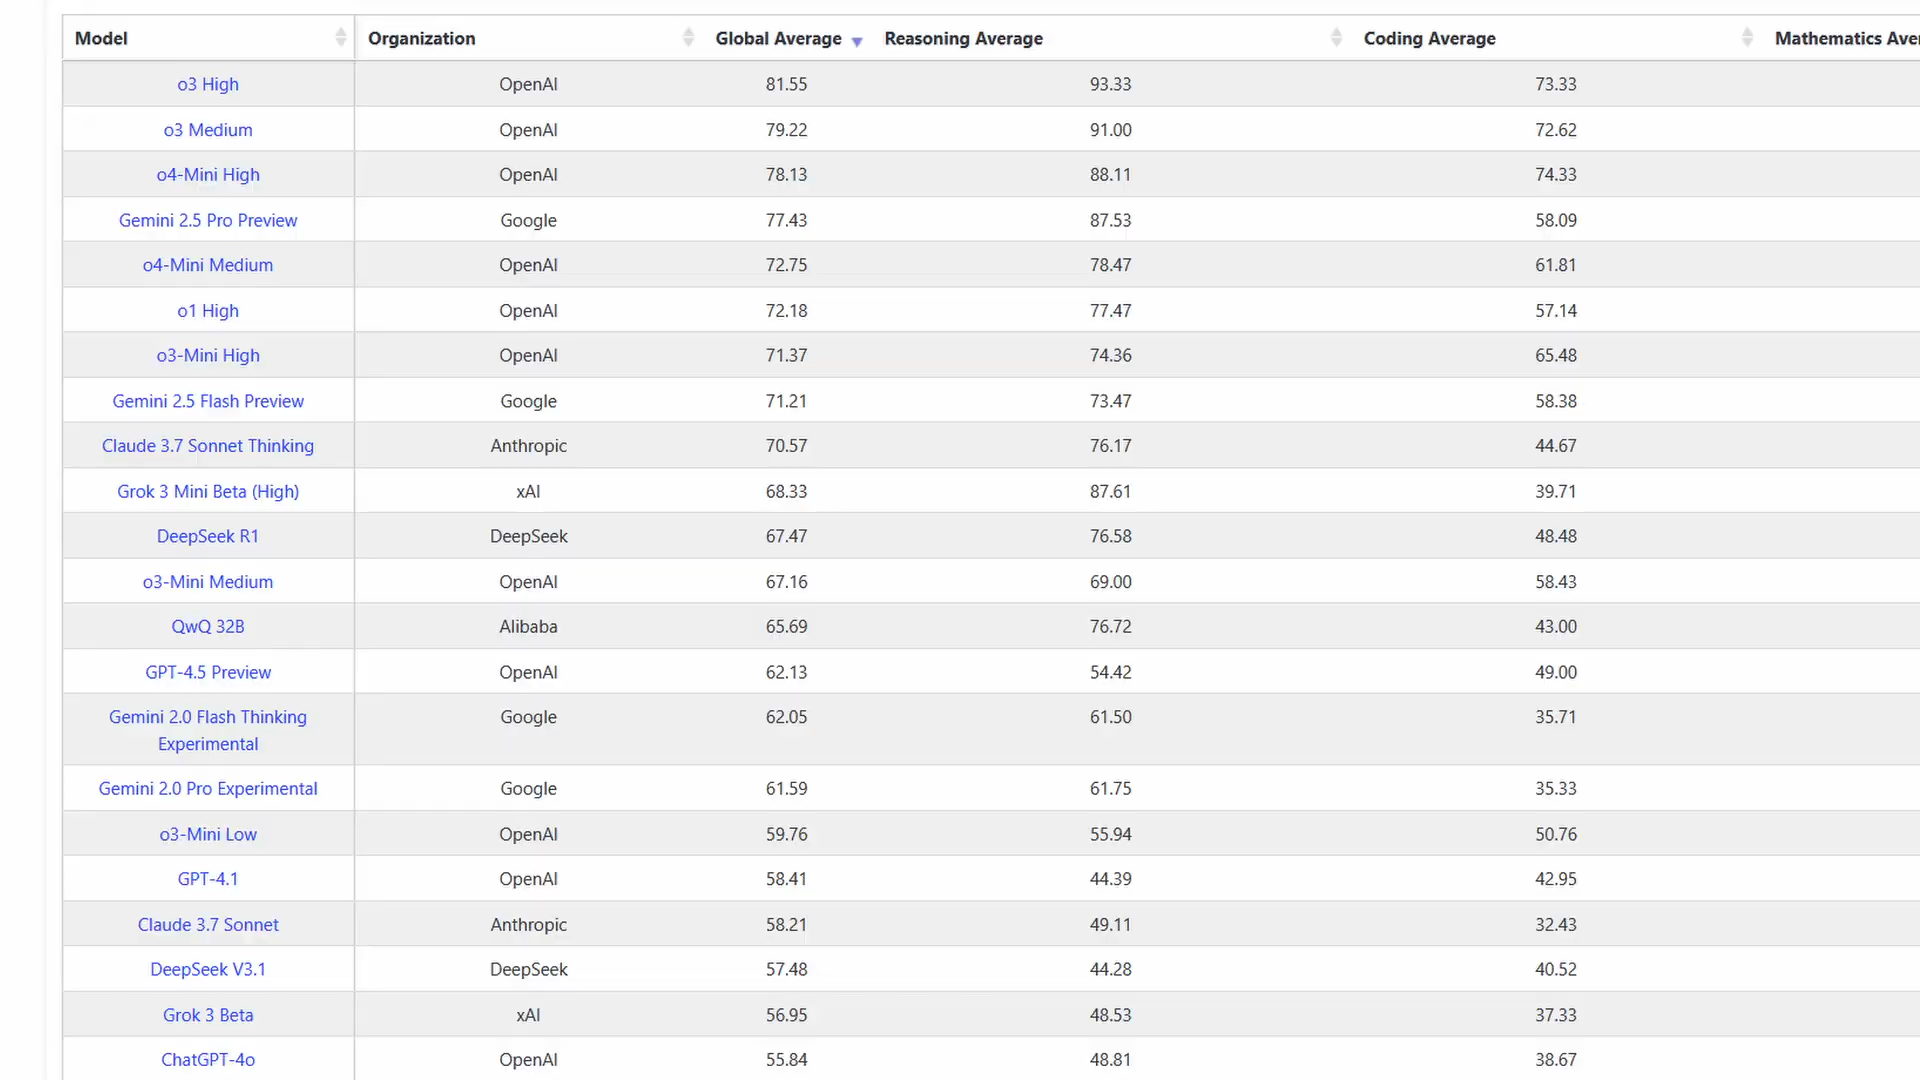 Model Organization Global Average Reasoning Average Coding Average Mathematics Aver
o3 High OpenAI 81.55 93.33 73.33
o3 Medium OpenAI 79.22 91.00 72.62
o4-Mini High OpenAI 78.13 88.11 74.33
Gemini 2.5 Pro Preview Google 77.43 87.53 58.09
o4-Mini Medium OpenAI 72.75 78.47 61.81
o1 High OpenAI 72.18 77.47 57.14
o3-Mini High OpenAI 71.37 74.36 65.48
Gemini 2.5 Flash Preview Google 71.21 73.47 58.38
Claude 3.7 Sonnet Thinking Anthropic 70.57 76.17 44.67
Grok 3 Mini Beta (High) xAI 68.33 87.61 39.71
DeepSeek R1 DeepSeek 67.47 76.58 48.48
o3-Mini Medium OpenAI 67.16 69.00 58.43
QwQ 32B Alibaba 65.69 76.72 43.00
GPT-4.5 Preview OpenAI 62.13 54.42 49.00
Gemini 2.0 Flash Thinking Google 62.05 61.50 35.71
Experimental
Gemini 2.0 Pro Experimental Google 61.59 61.75 35.33
o3-Mini Low OpenAI 59.76 55.94 50.76
GPT-4.1 OpenAI 58.41 44.39 42.95
Claude 3.7 Sonnet Anthropic 58.21 49.11 32.43
DeepSeek V3.1 DeepSeek 57.48 44.28 40.52
Grok 3 Beta xAI 56.95 48.53 37.33
ChatGPT-4o OpenAI 55.84 48.81 38.67